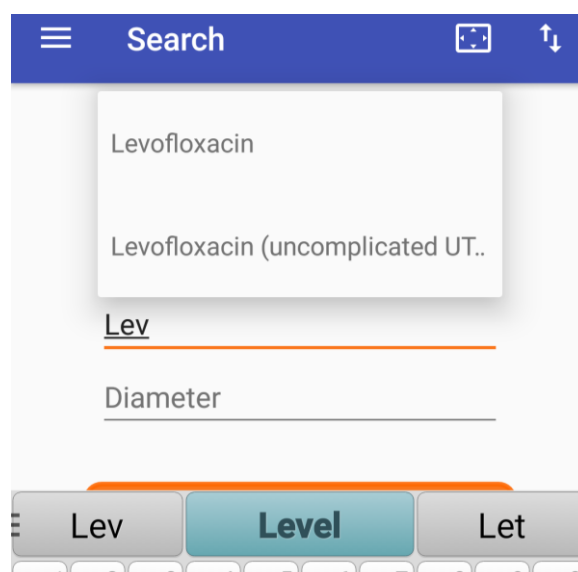 Search
Levofloxacin
Levofloxacin (uncomplicated UT..
Lev
Diameter
Lev Level Let